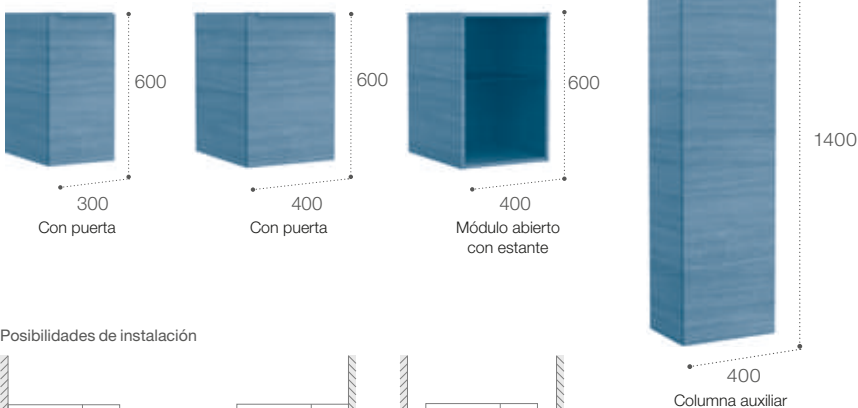 600
300
Con puerta
600
400
Con puerta
600
400
Módulo abierto
con estante
1400
400
Columna auxiliar
Posibilidades de instalación